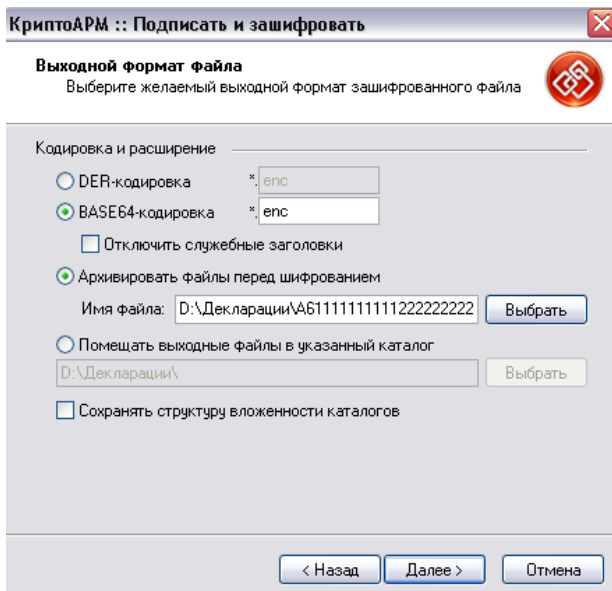 КриптоАРМ :: Подписать и зашифровать
Выходной формат файла
Выберите желаемый выходной формат зашифрованного файла
Кодировка и расширение
DER-кодировка *. enc
BASE64-кодировка *. enc
Отключить служебные заголовки
Архивировать файлы перед шифрованием
Имя файла: D:\Декларации\A61111111111222222222 Выбрать
Помещать выходные файлы в указанный каталог
D:\Декларации\ Выбрать
Сохранять структуру вложенности каталогов
< Назад Далее > Отмена